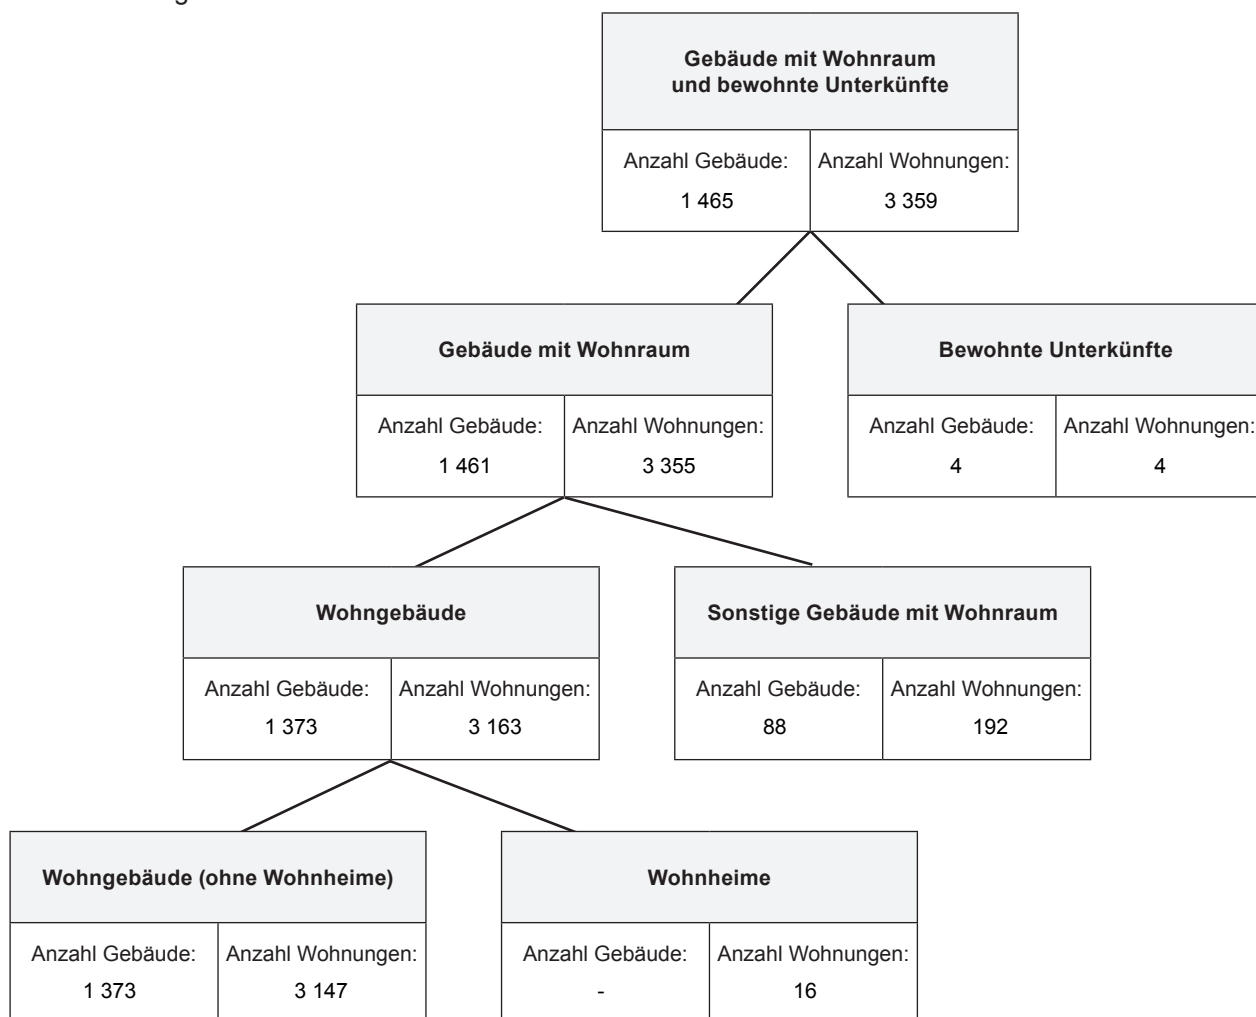 Gebäude mit Wohnraum
und bewohnte Unterkünfte
Anzahl Gebäude: Anzahl Wohnungen:
1 465 3 359
Gebäude mit Wohnraum
Anzahl Gebäude: Anzahl Wohnungen:
1 461 3 355
Bewohnte Unterkünfte
Anzahl Gebäude: Anzahl Wohnungen:
4 4
Wohngebäude
Anzahl Gebäude: Anzahl Wohnungen:
1 373 3 163
Sonstige Gebäude mit Wohnraum
Anzahl Gebäude: Anzahl Wohnungen:
88 192
Wohngebäude (ohne Wohnheime)
Anzahl Gebäude: Anzahl Wohnungen:
1 373 3 147
Wohnheime
Anzahl Gebäude: Anzahl Wohnungen:
- 16